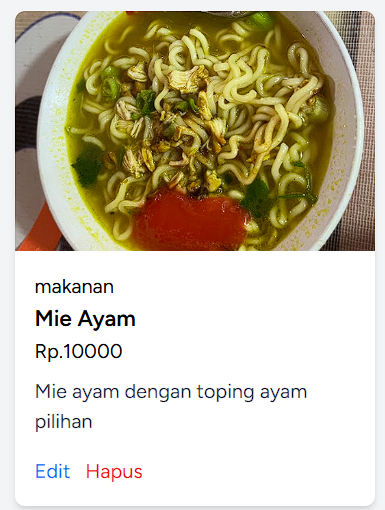 makanan
Mie Ayam
Rp.10000
Mie ayam dengan toping ayam
pilihan
Edit Hapus